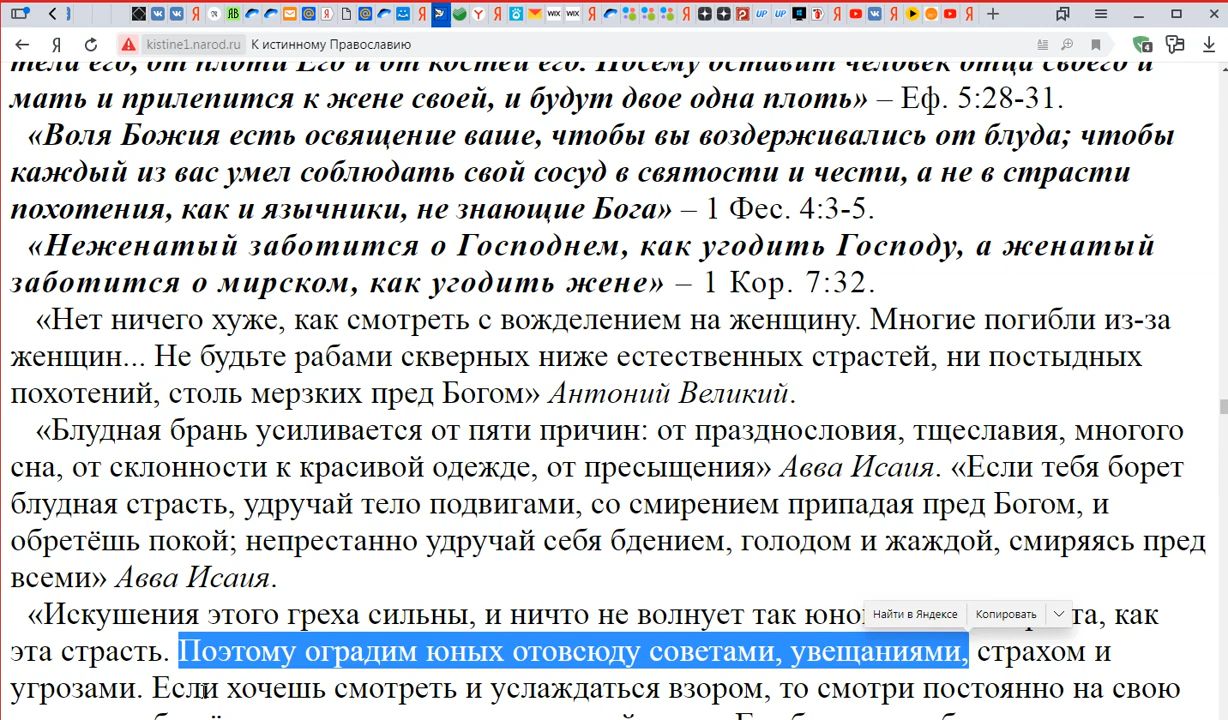 kistine1.narod.ru К истинному Православию
тели его, от плоти Его и от костей его. Посему оставит человек отца своего и
мать и прилепится к жене своей, и будут двое одна плоть» – Еф. 5:28-31.
«Воля Божия есть освящение ваше, чтобы вы воздерживались от блуда; чтобы
каждый из вас умел соблюдать свой сосуд в святости и чести, а не в страсти
похотения, как и язычники, не знающие Бога» – 1 Фес. 4:3-5.
«Неженатый заботится о Господнем, как угодить Господу, а женатый
заботится о мирском, как угодить жене» – 1 Кор. 7:32.
«Нет ничего хуже, как смотреть с вожделением на женщину. Многие погибли из-за
женщин... Не будьте рабами скверных ниже естественных страстей, ни постыдных
похотений, столь мерзких пред Богом» Антоний Великий.
«Блудная брань усиливается от пяти причин: от празднословия, тщеславия, многого
сна, от склонности к красивой одежде, от пресыщения» Авва Исаия. «Если тебя борет
блудная страсть, удручай тело подвигами, со смирением припадая пред Богом, и
обретёшь покой; непрестанно удручай себя бдением, голодом и жаждой, смиряясь пред
всеми» Авва Исаия.
Найти в Яндексе Копировать
«Искушения этого греха сильны, и ничто не волнует так юно та, как
эта страсть. Поэтому оградим юных отовсюду советами, увещаниями, страхом и
угрозами. Если хочешь смотреть и услаждаться взором, то смотри постоянно на свою